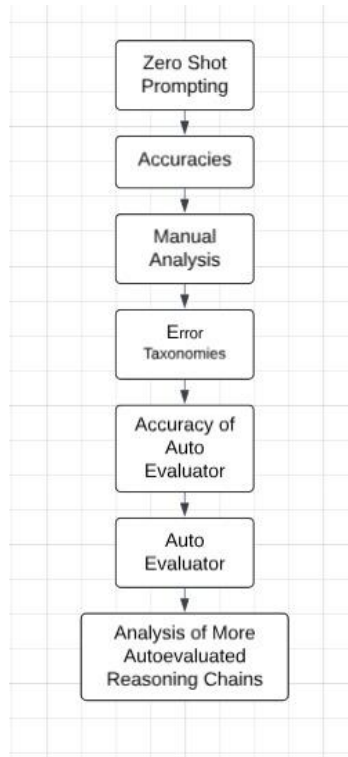 Zero Shot
Prompting
Accuracies
Manual
Analysis
Error
Taxonomies
Accuracy of
Auto
Evaluator
Auto
Evaluator
Analysis of More
Autoevaluated
Reasoning Chains